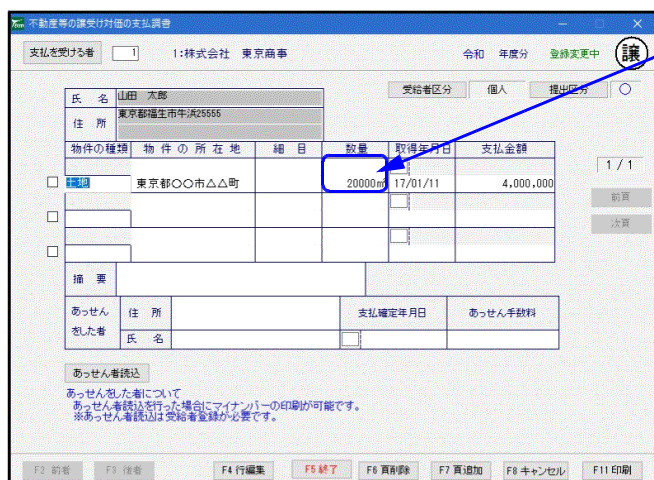 不動産等の譲受け対価の支払調書
支払を受ける者 1 1:株式会社 東京商事 令和 年度分 登録変更中 譲
氏 名 山田 太郎 受給者区分 個人 提出区分 ○
住 所 東京都福生市牛浜25555
物件の種類 物件の所在地 細 目 数量 取得年月日 支払金額
1 / 1
土地 東京都○○市△△町 20000㎡ 17/01/11 4,000,000
前頁
次頁
摘 要
あっせんをした者 住 所 支払確定年月日 あっせん手数料
氏 名
あっせん者読込
あっせんをした者について
あっせん者読込を行った場合にマイナンバーの印刷が可能です。
※あっせん者読込は受給者登録が必要です。
F2 前者 F3 後者 F4 行編集 F5 終了 F6 頁削除 F7 頁追加 F8 キャンセル F11 印刷